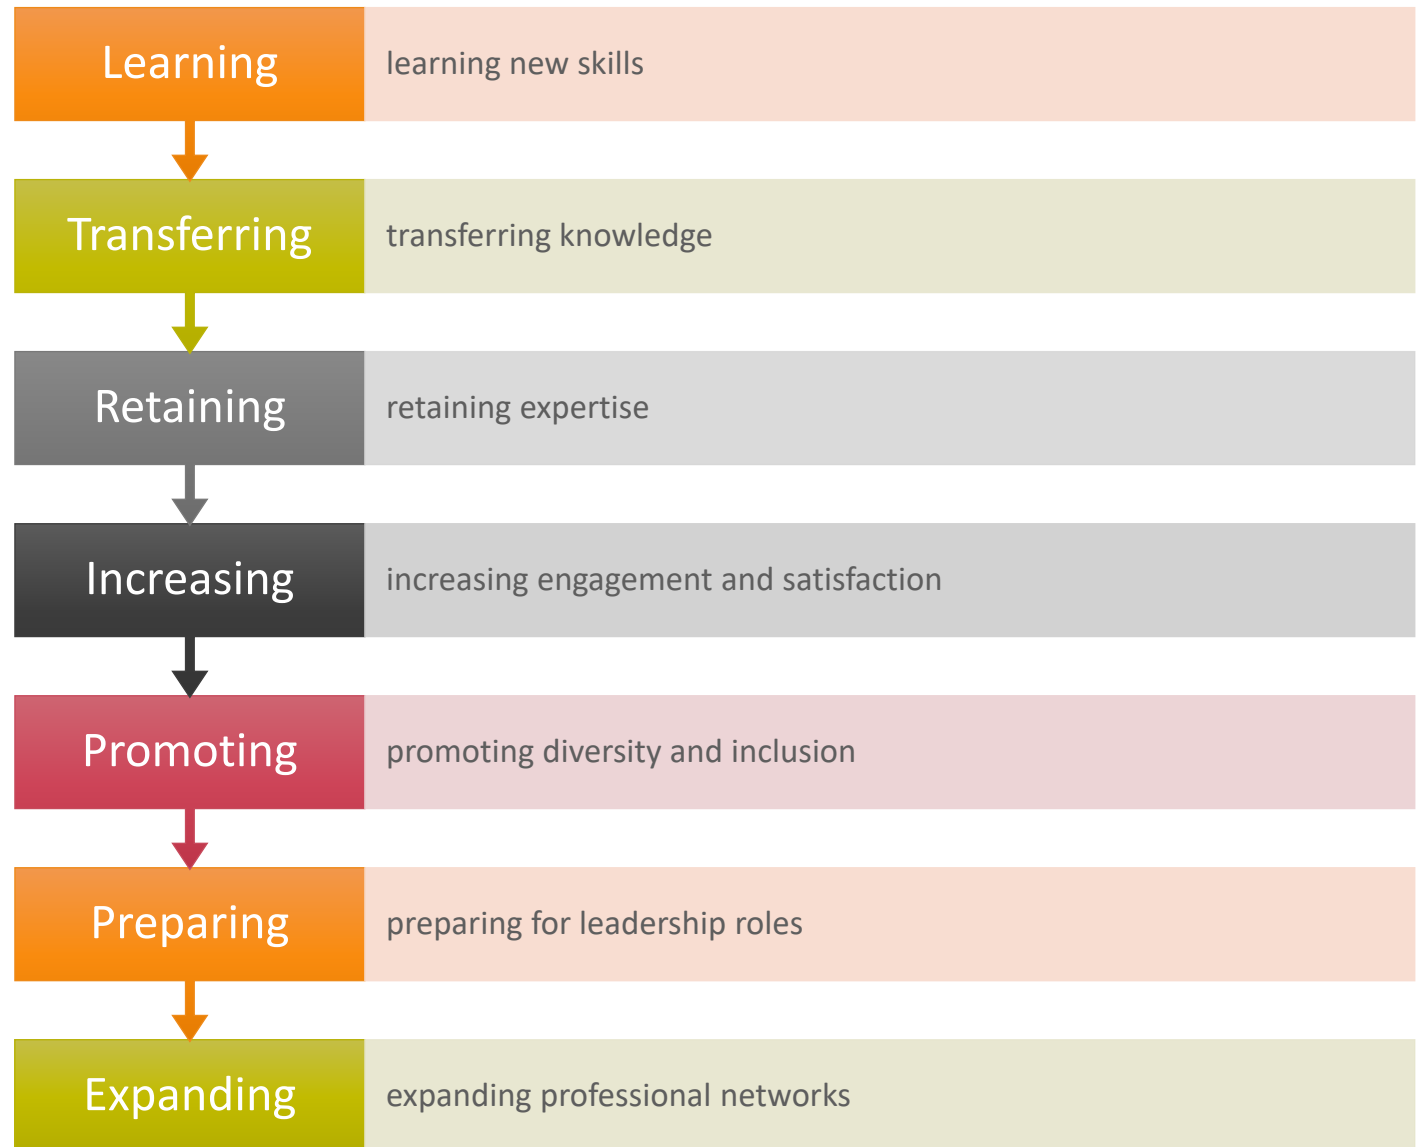 Learning
learning new skills
Transferring
transferring knowledge
Retaining
retaining expertise
Increasing
increasing engagement and satisfaction
Promoting
promoting diversity and inclusion
Preparing
preparing for leadership roles
Expanding
expanding professional networks